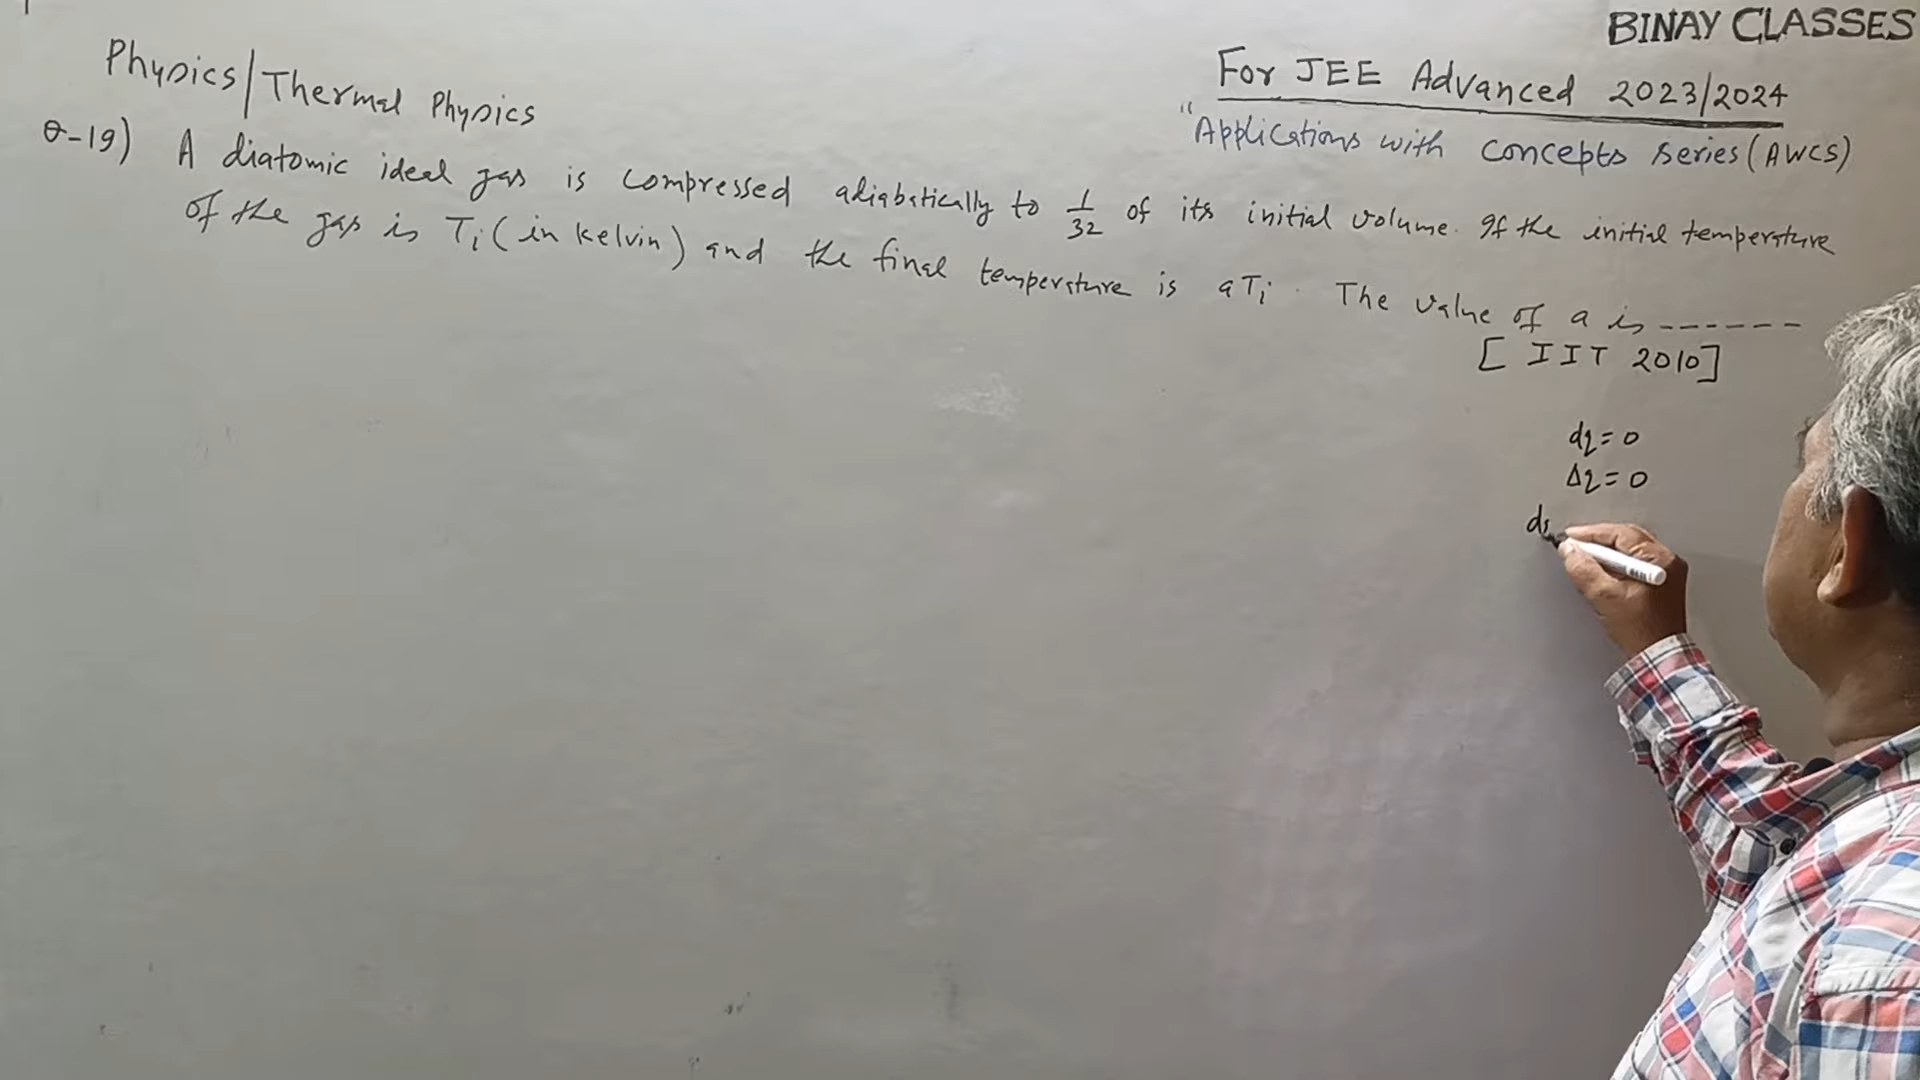 BINAY CLASSES
Physics/Thermal Physics
For JEE Advanced 2023/2024
"Applications with concepts series (AWCS)
Q-19) A diatomic ideal gas is compressed adiabatically to 1/32 of its initial volume. If the initial temperature
of the gas is Ti (in kelvin) and the final temperature is aTi. The value of a is ------
[IIT 2010]
dq = 0
Δq = 0
ds